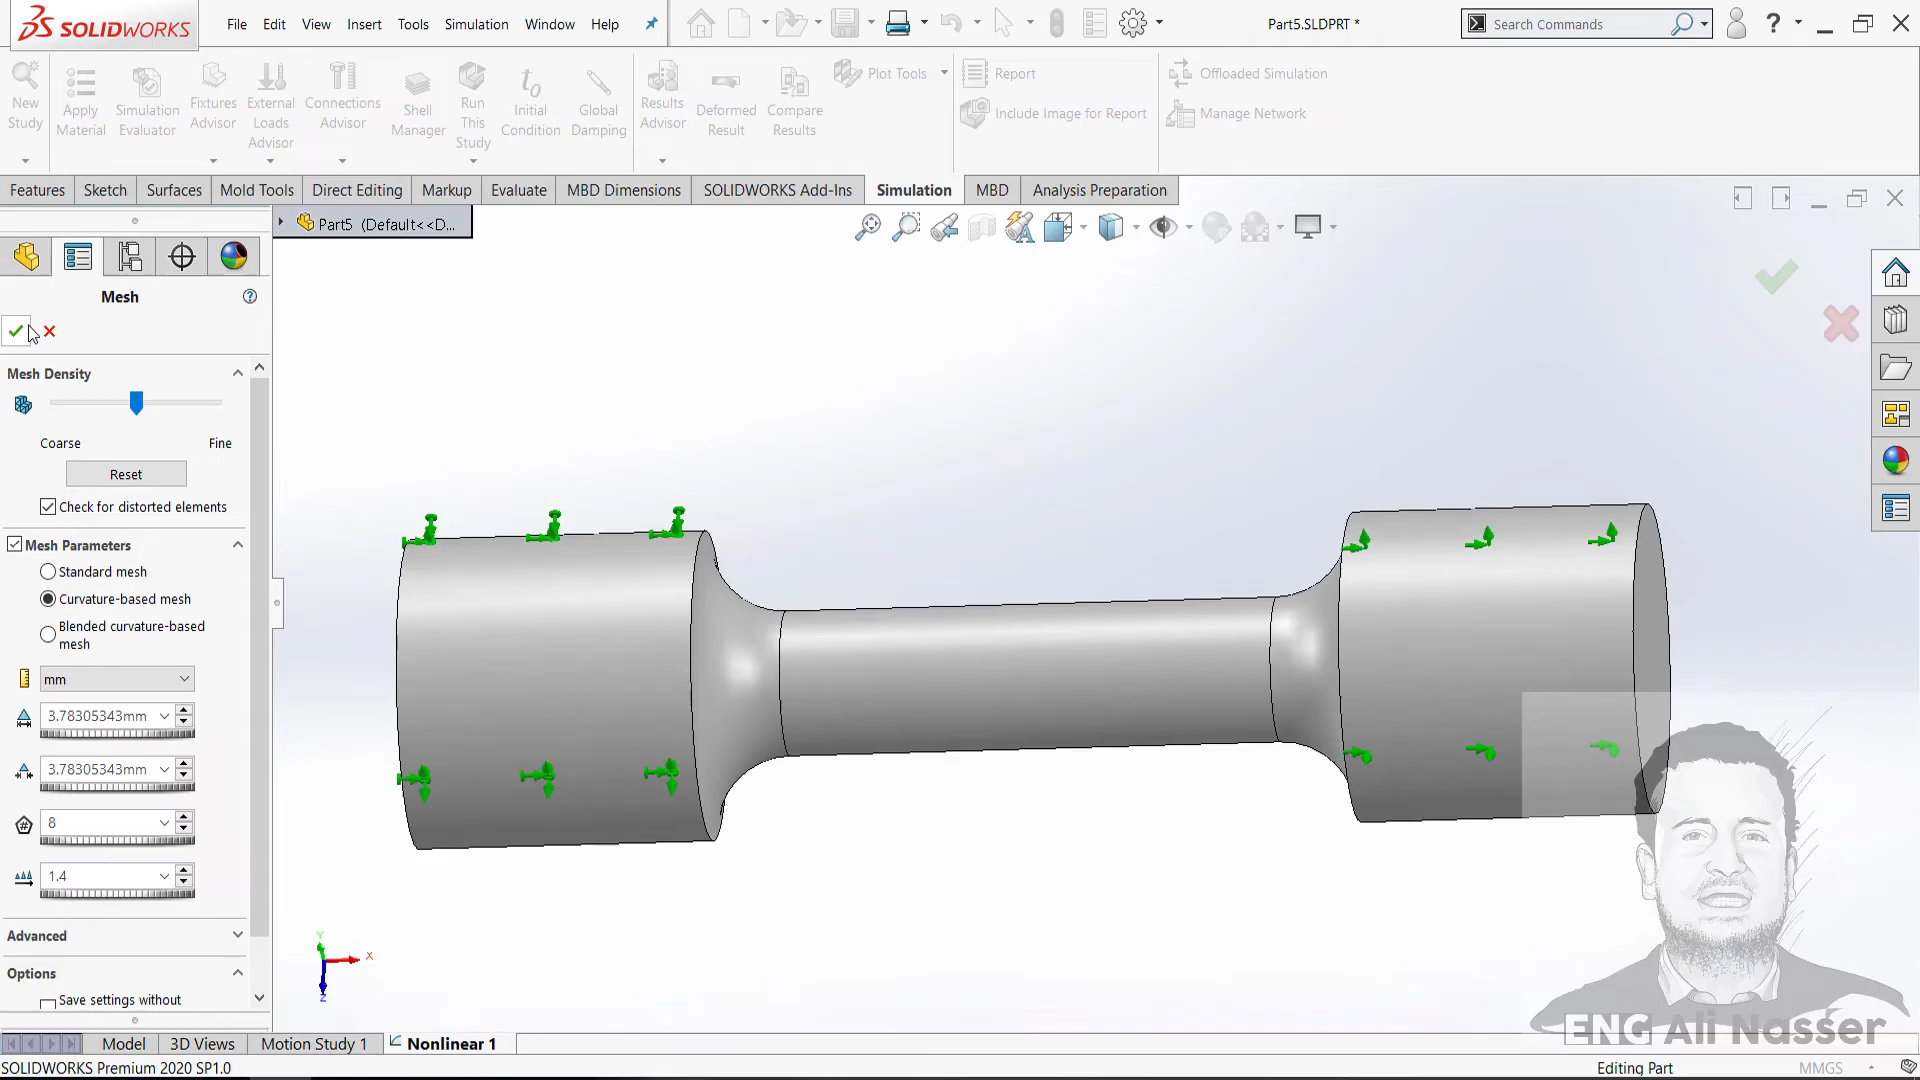 SOLIDWORKS
File Edit View Insert Tools Simulation Window Help
Part5.SLDPRT *
Search Commands
New Study
Apply Material
Simulation Evaluator
Fixtures Advisor
External Loads Advisor
Connections Advisor
Shell Manager
Run This Study
Initial Condition
Global Damping
Results Advisor
Deformed Result
Compare Results
Plot Tools
Report
Include Image for Report
Offloaded Simulation
Manage Network
Features Sketch Surfaces Mold Tools Direct Editing Markup Evaluate MBD Dimensions SOLIDWORKS Add-Ins Simulation MBD Analysis Preparation
Part5 (Default<<D...
Mesh
Mesh Density
Coarse Fine
Reset
Check for distorted elements
Mesh Parameters
Standard mesh
Curvature-based mesh
Blended curvature-based
mesh
mm
3.78305343mm
3.78305343mm
8
1.4
Advanced
Options
Save settings without
Y
X
Z
ENG Ali Nasser
Model 3D Views Motion Study 1 Nonlinear 1
SOLIDWORKS Premium 2020 SP1.0
Editing Part
MMGS